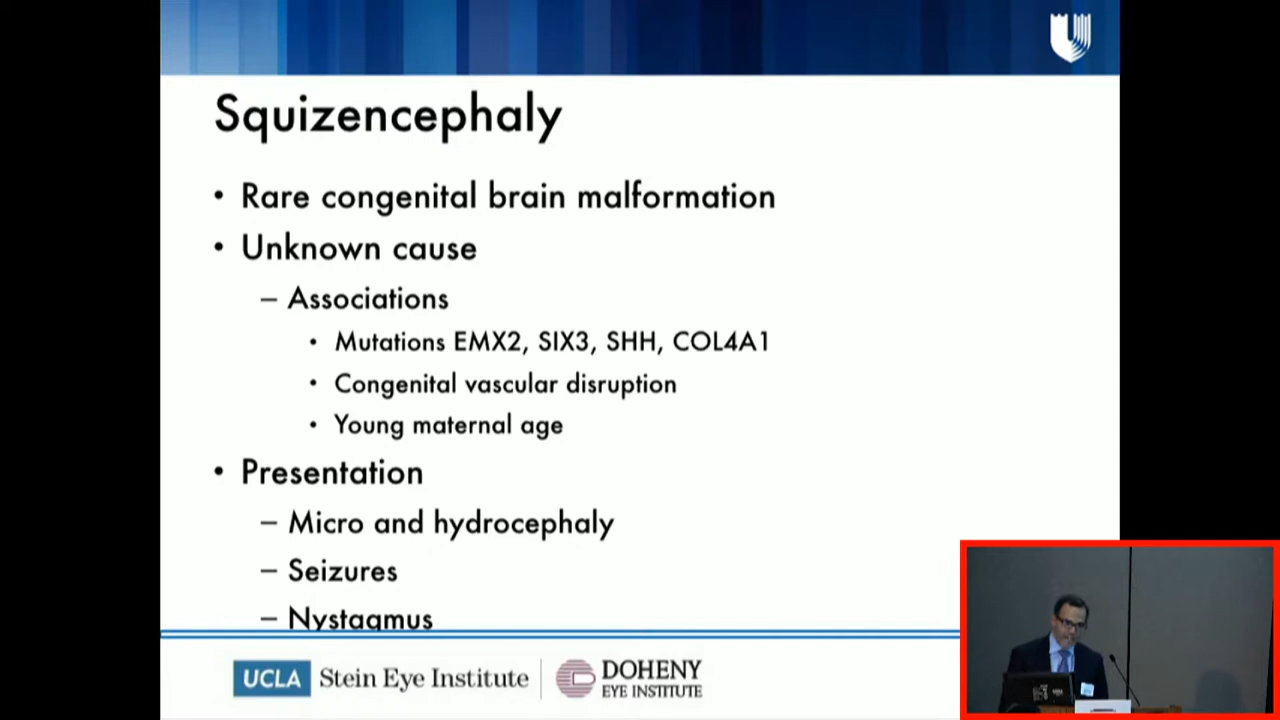 Squizencephaly
• Rare congenital brain malformation
• Unknown cause
– Associations
• Mutations EMX2, SIX3, SHH, COL4A1
• Congenital vascular disruption
• Young maternal age
• Presentation
– Micro and hydrocephaly
– Seizures
– Nystagmus
UCLA Stein Eye Institute
DOHENY
EYE INSTITUTE